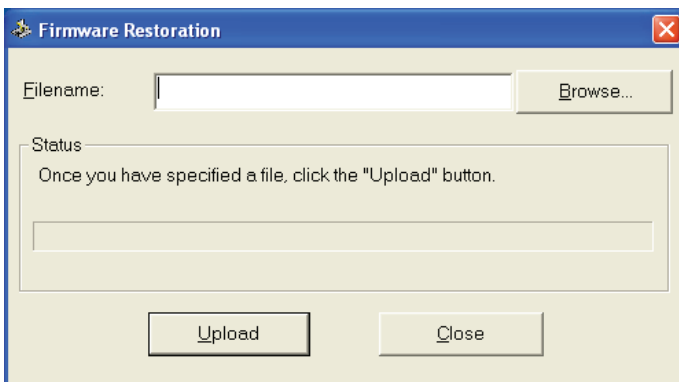 Firmware Restoration
Filename:
Browse...
Status
Once you have specified a file, click the "Upload" button.
Upload
Close